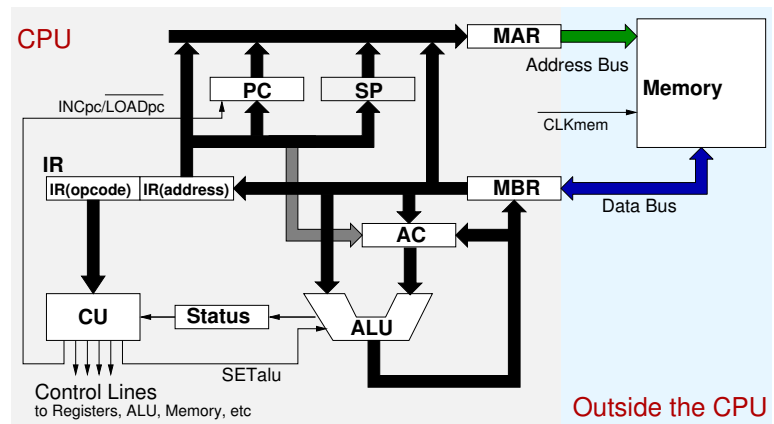 CPU
MAR
Address Bus
Memory
PC
SP
INCpc/LOADpc
CLKmem
IR
IR(opcode)
IR(address)
MBR
Data Bus
AC
CU
Status
ALU
SETalu
Control Lines
to Registers, ALU, Memory, etc
Outside the CPU